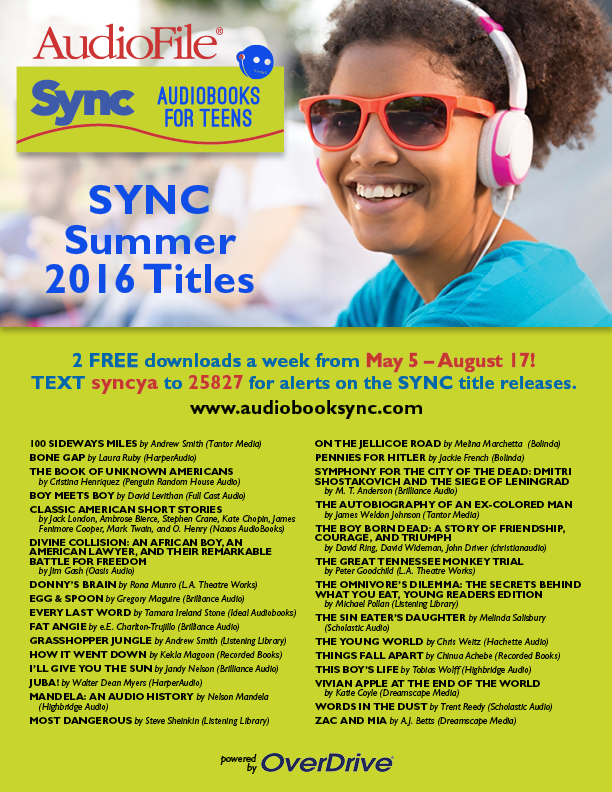 AudioFile®
Sync
AUDIOBOOKS
FOR TEENS
SYNC
Summer
2016 Titles
2 FREE downloads a week from May 5 – August 17!
TEXT syncya to 25827 for alerts on the SYNC title releases.
www.audiobooksync.com
100 SIDEWAYS MILES by Andrew Smith (Tantor Media)
BONE GAP by Laura Ruby (HarperAudio)
THE BOOK OF UNKNOWN AMERICANS
by Cristina Henriquez (Penguin Random House Audio)
BOY MEETS BOY by David Levithan (Full Cast Audio)
CLASSIC AMERICAN SHORT STORIES
by Jack London, Ambrose Bierce, Stephen Crane, Kate Chopin, James
Fenimore Cooper, Mark Twain, and O. Henry (Naxos AudioBooks)
DIVINE COLLISION: AN AFRICAN BOY, AN
AMERICAN LAWYER, AND THEIR REMARKABLE
BATTLE FOR FREEDOM
by Jim Gash (Oasis Audio)
DONNY'S BRAIN by Rona Munro (L.A. Theatre Works)
EGG & SPOON by Gregory Maguire (Brilliance Audio)
EVERY LAST WORD by Tamara Ireland Stone (Ideal Audiobooks)
FAT ANGIE by e.E. Charlton-Trujillo (Brilliance Audio)
GRASSHOPPER JUNGLE by Andrew Smith (Listening Library)
HOW IT WENT DOWN by Kekla Magoon (Recorded Books)
I'LL GIVE YOU THE SUN by Jandy Nelson (Brilliance Audio)
JUBA! by Walter Dean Myers (HarperAudio)
MANDELA: AN AUDIO HISTORY by Nelson Mandela
(Highbridge Audio)
MOST DANGEROUS by Steve Sheinkin (Listening Library)
ON THE JELLICOE ROAD by Melina Marchetta (Bolinda)
PENNIES FOR HITLER by Jackie French (Bolinda)
SYMPHONY FOR THE CITY OF THE DEAD: DMITRI
SHOSTAKOVICH AND THE SIEGE OF LENINGRAD
by M. T. Anderson (Brilliance Audio)
THE AUTOBIOGRAPHY OF AN EX-COLORED MAN
by James Weldon Johnson (Tantor Media)
THE BOY BORN DEAD: A STORY OF FRIENDSHIP,
COURAGE, AND TRIUMPH
by David Ring, David Wideman, John Driver (christianaudio)
THE GREAT TENNESSEE MONKEY TRIAL
by Peter Goodchild (L.A. Theatre Works)
THE OMNIVORE'S DILEMMA: THE SECRETS BEHIND
WHAT YOU EAT, YOUNG READERS EDITION
by Michael Pollan (Listening Library)
THE SIN EATER'S DAUGHTER by Melinda Salisbury
(Scholastic Audio)
THE YOUNG WORLD by Chris Weitz (Hachette Audio)
THINGS FALL APART by Chinua Achebe (Recorded Books)
THIS BOY'S LIFE by Tobias Wolff (Highbridge Audio)
VIVIAN APPLE AT THE END OF THE WORLD
by Katie Coyle (Dreamscape Media)
WORDS IN THE DUST by Trent Reedy (Scholastic Audio)
ZAC AND MIA by A.J. Betts (Dreamscape Media)
powered
by OverDrive